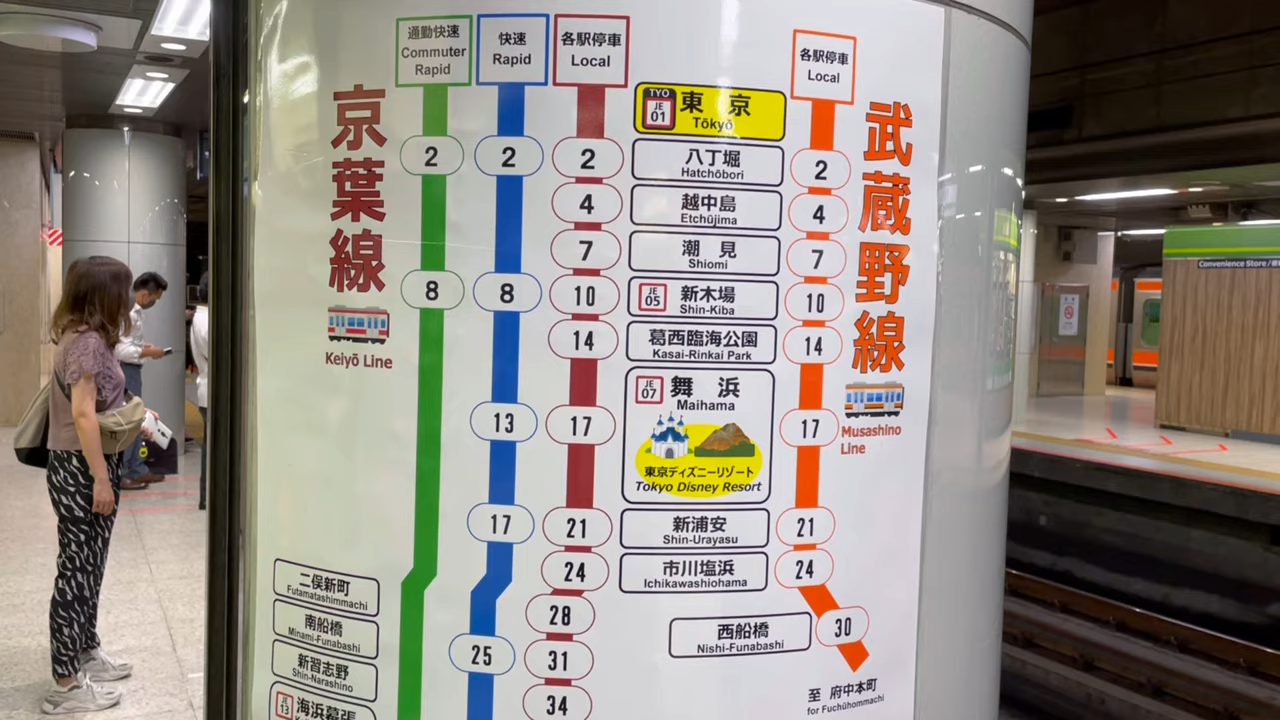 通勤快速
Commuter
Rapid
快速
Rapid
各駅停車
Local
各駅停車
Local
京葉線
Keiyō Line
武蔵野線
Musashino
Line
TYO
JE
01
東京
Tōkyō
2
2
2
八丁堀
Hatchōbori
2
4
越中島
Etchūjima
4
7
潮見
Shiomi
7
8
8
10
JE
05
新木場
Shin-Kiba
10
14
葛西臨海公園
Kasai-Rinkai Park
14
13
17
JE
07
舞浜
Maihama
東京ディズニーリゾート
Tokyo Disney Resort
17
17
21
新浦安
Shin-Urayasu
21
24
市川塩浜
Ichikawashiohama
24
二俣新町
Futamatashimmachi
28
南船橋
Minami-Funabashi
西船橋
Nishi-Funabashi
30
25
31
新習志野
Shin-Narashino
34
JE
13
海浜幕張
至 府中本町
for Fuchūhommachi
Convenience Store